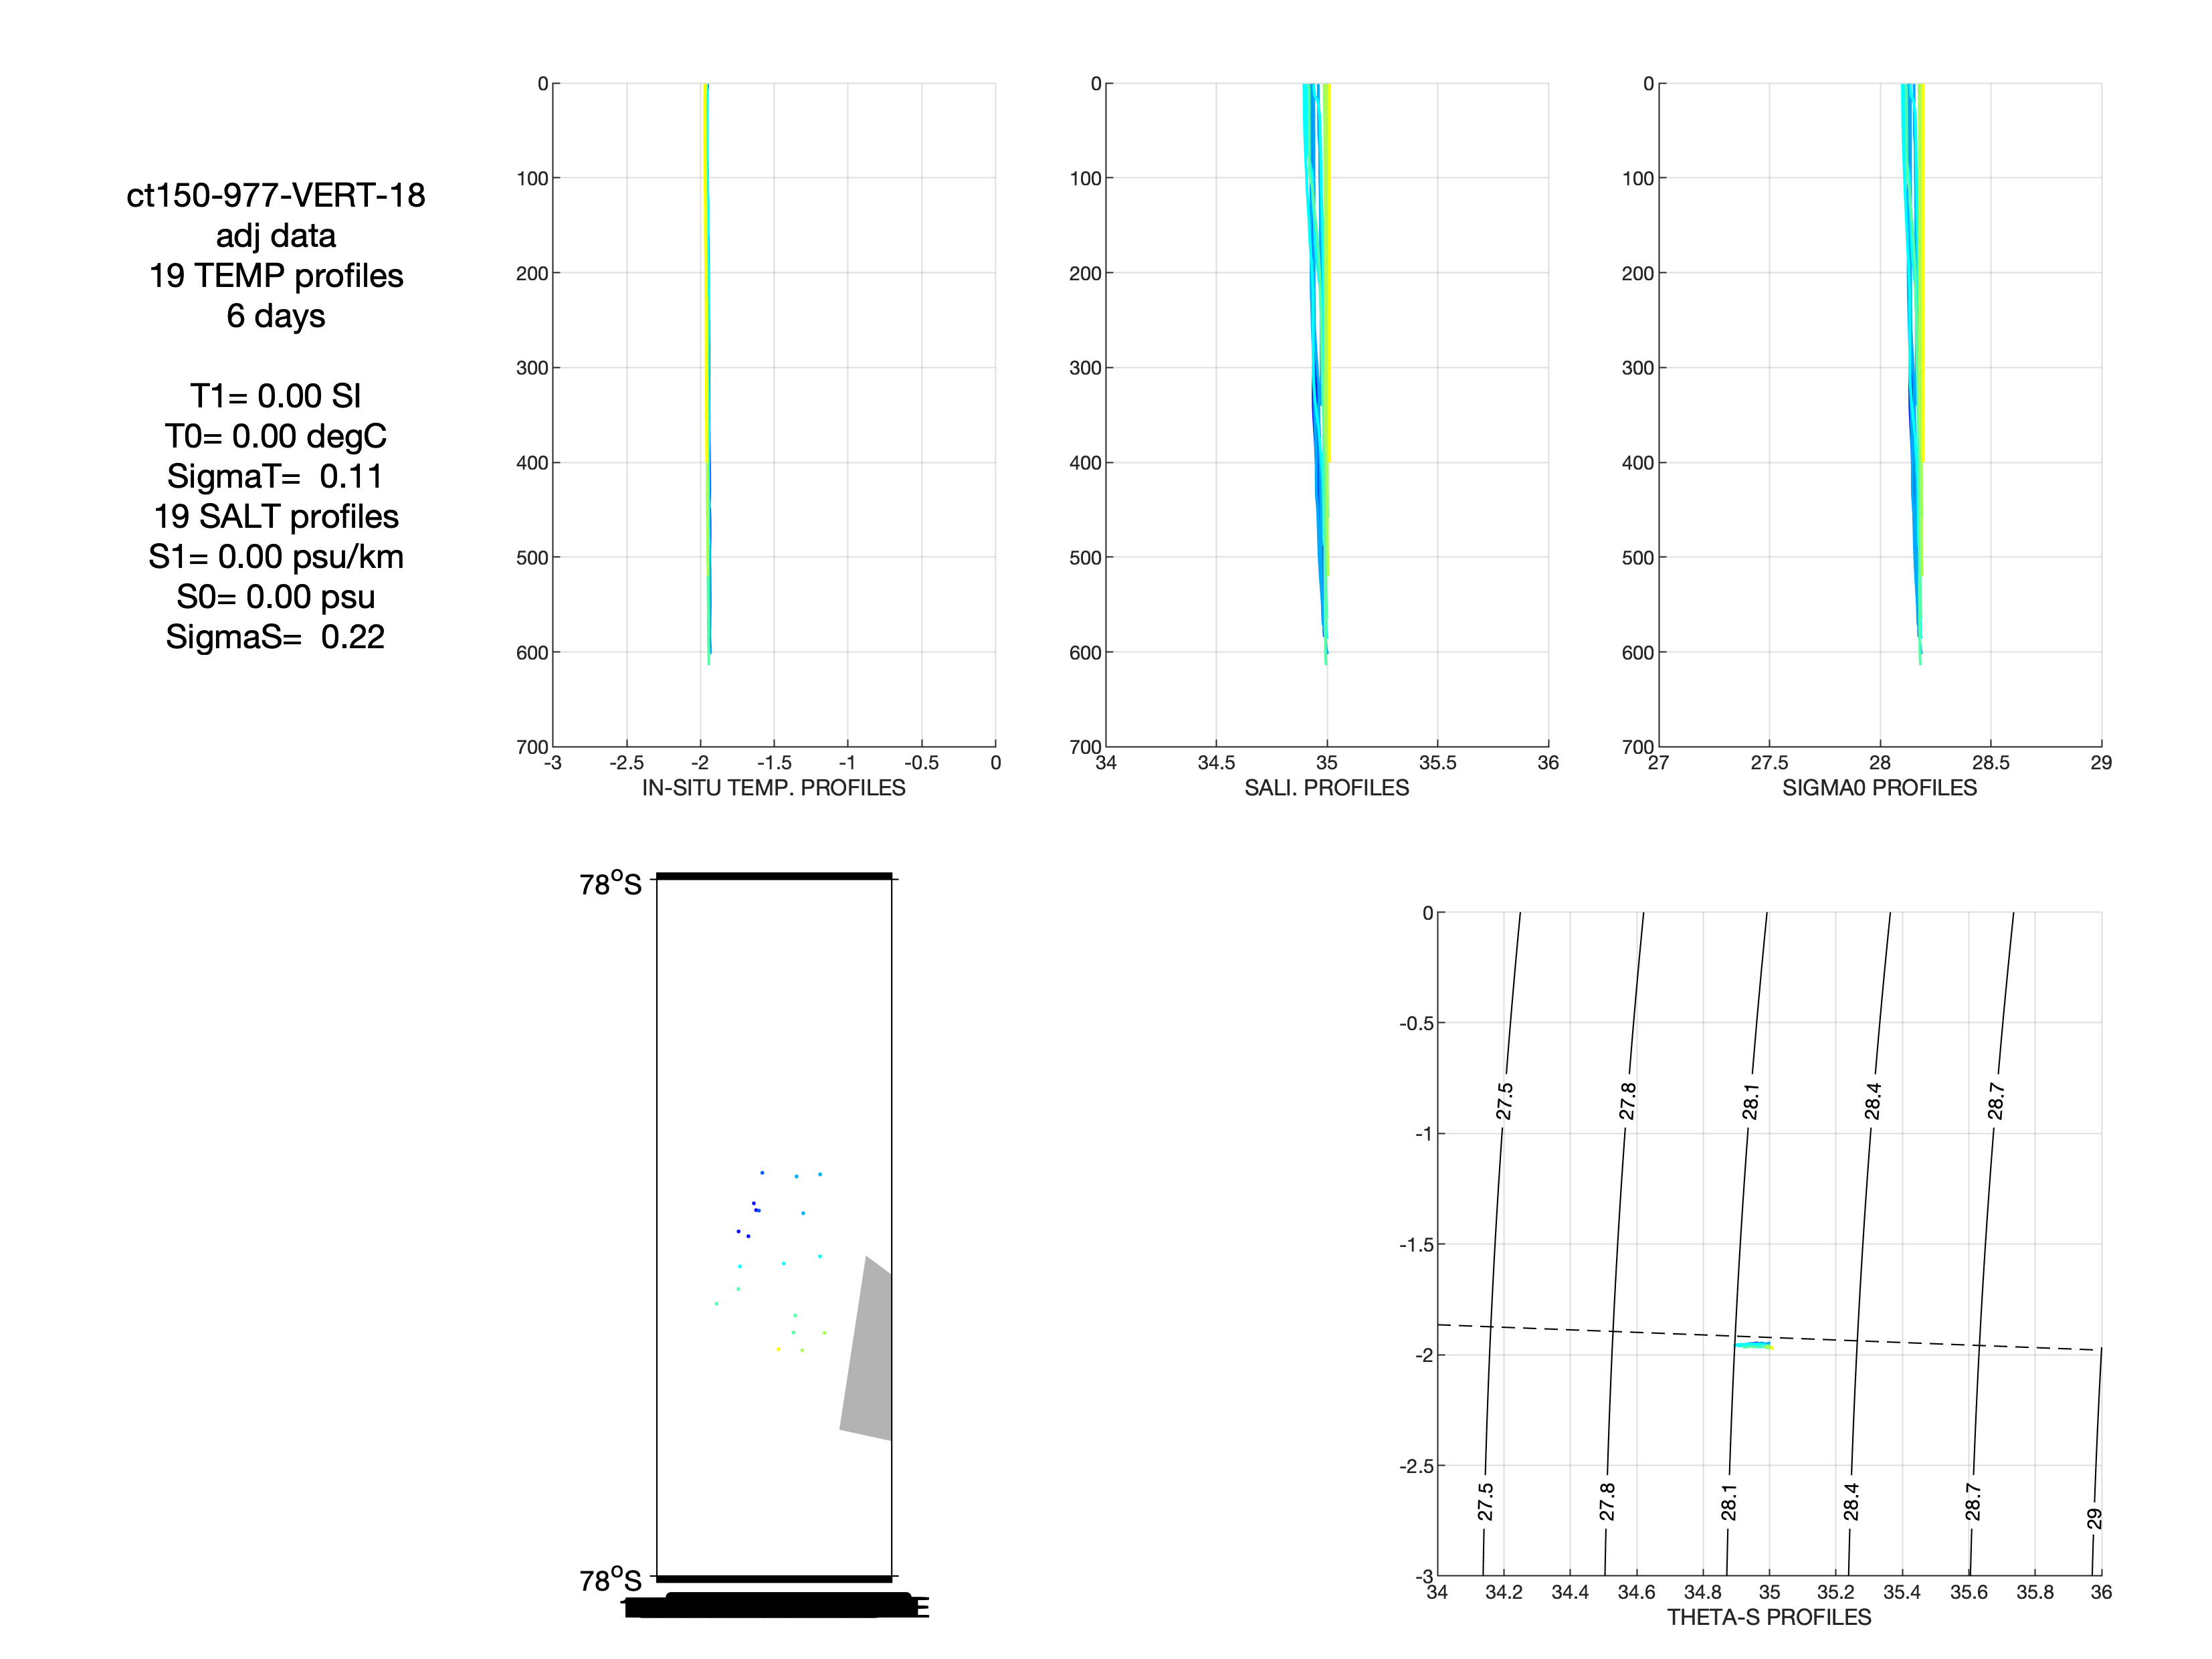 ct150-977-VERT-18
adj data
19 TEMP profiles
6 days
T1= 0.00 SI
T0= 0.00 degC
SigmaT= 0.11
19 SALT profiles
S1= 0.00 psu/km
S0= 0.00 psu
SigmaS= 0.22
0
100
200
300
400
500
600
700
-3 -2.5 -2 -1.5 -1 -0.5 0
IN-SITU TEMP. PROFILES
0
100
200
300
400
500
600
700
34 34.5 35 35.5 36
SALI. PROFILES
0
100
200
300
400
500
600
700
27 27.5 28 28.5 29
SIGMA0 PROFILES
78°S
78°S
0
-0.5
-1
-1.5
-2
-2.5
-3
27.5 27.8 28.1 28.4 28.7
27.5 27.8 28.1 28.4 28.7 29
34 34.2 34.4 34.6 34.8 35 35.2 35.4 35.6 35.8 36
THETA-S PROFILES